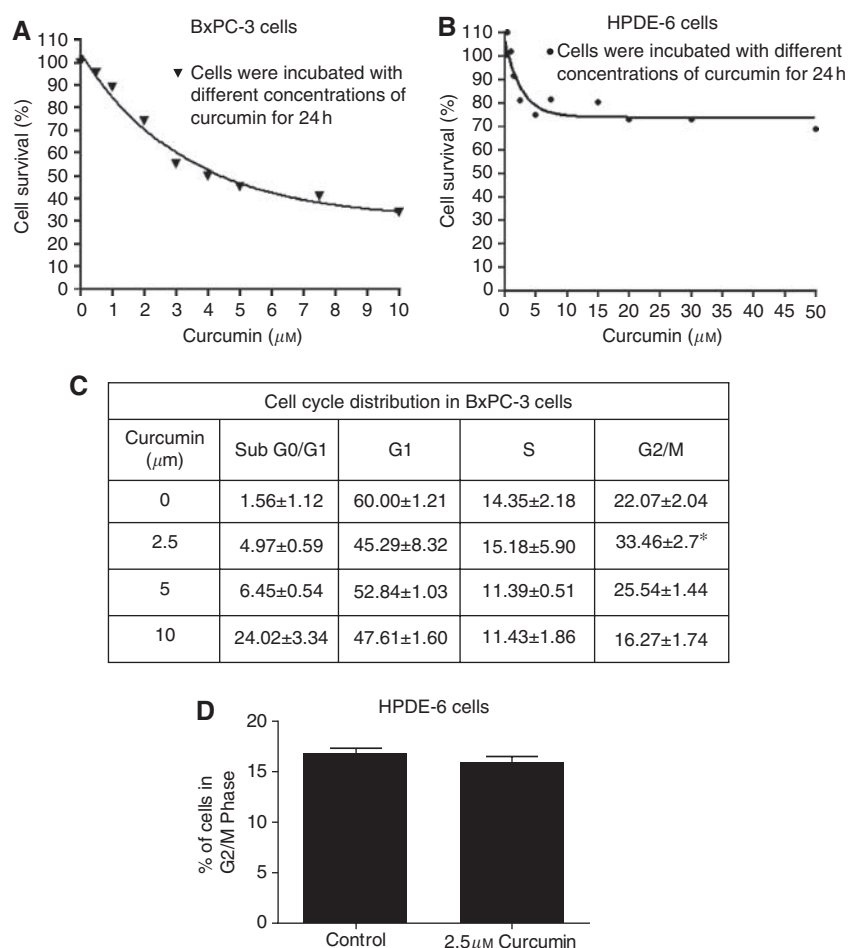 A
BxPC-3 cells
110
100
90
80
70
60
50
40
30
20
10
0
Cell survival (%)
▼ Cells were incubated with
different concentrations of
curcumin for 24 h
0 1 2 3 4 5 6 7 8 9 10
Curcumin (μM)
B
HPDE-6 cells
110
100
90
80
70
60
50
40
30
20
10
0
Cell survival (%)
• Cells were incubated with different
concentrations of curcumin for 24h
0 5 10 15 20 25 30 35 40 45 50
Curcumin (μM)
C
Cell cycle distribution in BxPC-3 cells
Curcumin
(μm)
Sub G0/G1 G1 S G2/M
0 1.56±1.12 60.00±1.21 14.35±2.18 22.07±2.04
2.5 4.97±0.59 45.29±8.32 15.18±5.90 33.46±2.7*
5 6.45±0.54 52.84±1.03 11.39±0.51 25.54±1.44
10 24.02±3.34 47.61±1.60 11.43±1.86 16.27±1.74
D
HPDE-6 cells
20
15
10
5
0
% of cells in
G2/M Phase
Control 2.5μM Curcumin